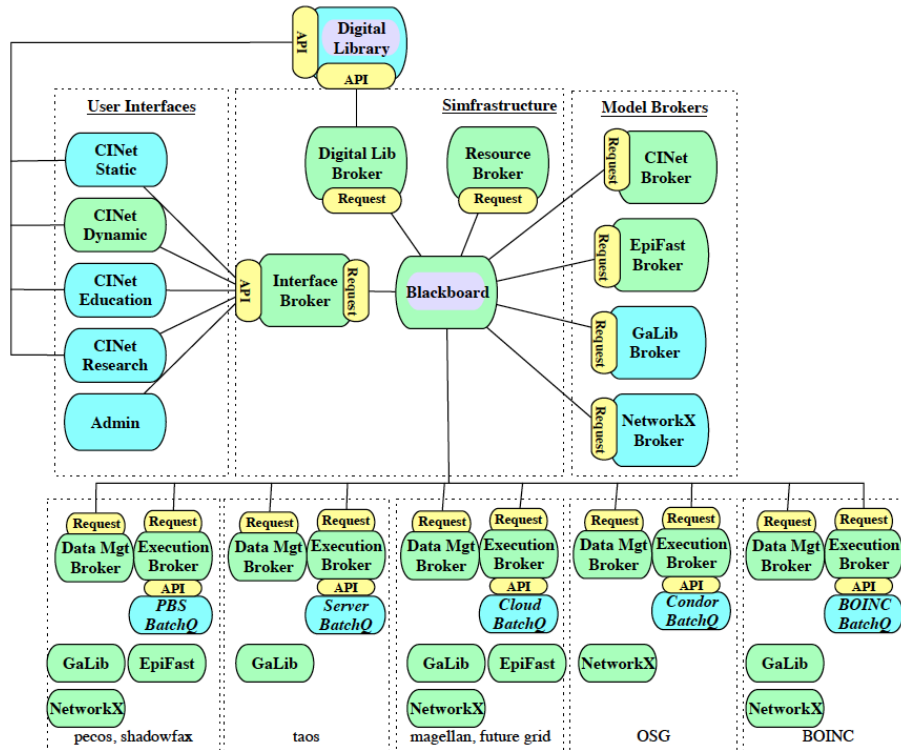 Digital
Library
API
API
User Interfaces
CINet
Static
CINet
Dynamic
CINet
Education
CINet
Research
Admin
Simfrastructure
Digital Lib
Broker
Request
Resource
Broker
Request
API
Interface
Broker
Request
Blackboard
Model Brokers
Request
CINet
Broker
Request
EpiFast
Broker
Request
GaLib
Broker
Request
NetworkX
Broker
Request
Data Mgt
Broker
Request
Execution
Broker
API
PBS
BatchQ
GaLib
EpiFast
NetworkX
pecos, shadowfax
Request
Data Mgt
Broker
Request
Execution
Broker
API
Server
BatchQ
GaLib
taos
Request
Data Mgt
Broker
Request
Execution
Broker
API
Cloud
BatchQ
GaLib
EpiFast
NetworkX
magellan, future grid
Request
Data Mgt
Broker
Request
Execution
Broker
API
Condor
BatchQ
NetworkX
OSG
Request
Data Mgt
Broker
Request
Execution
Broker
API
BOINC
BatchQ
GaLib
NetworkX
BOINC